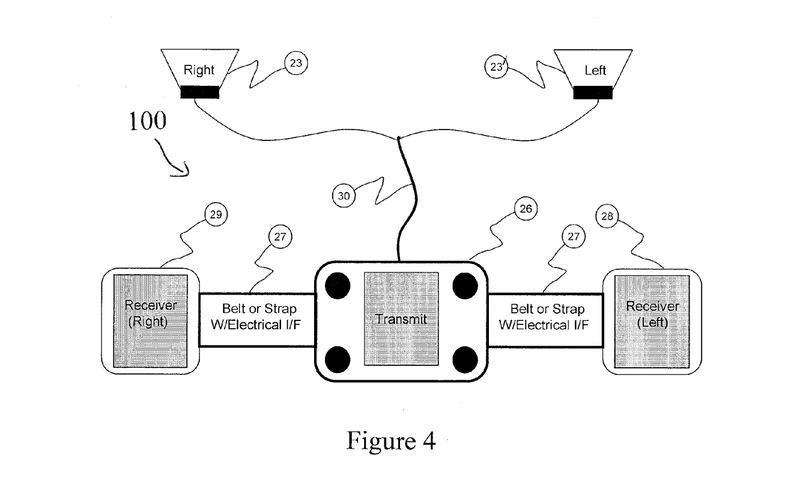 Right
23
23'
Left
100
30
29
27
26
27
28
Receiver
(Right)
Belt or Strap
W/Electrical I/F
Transmit
Belt or Strap
W/Electrical I/F
Receiver
(Left)
Figure 4